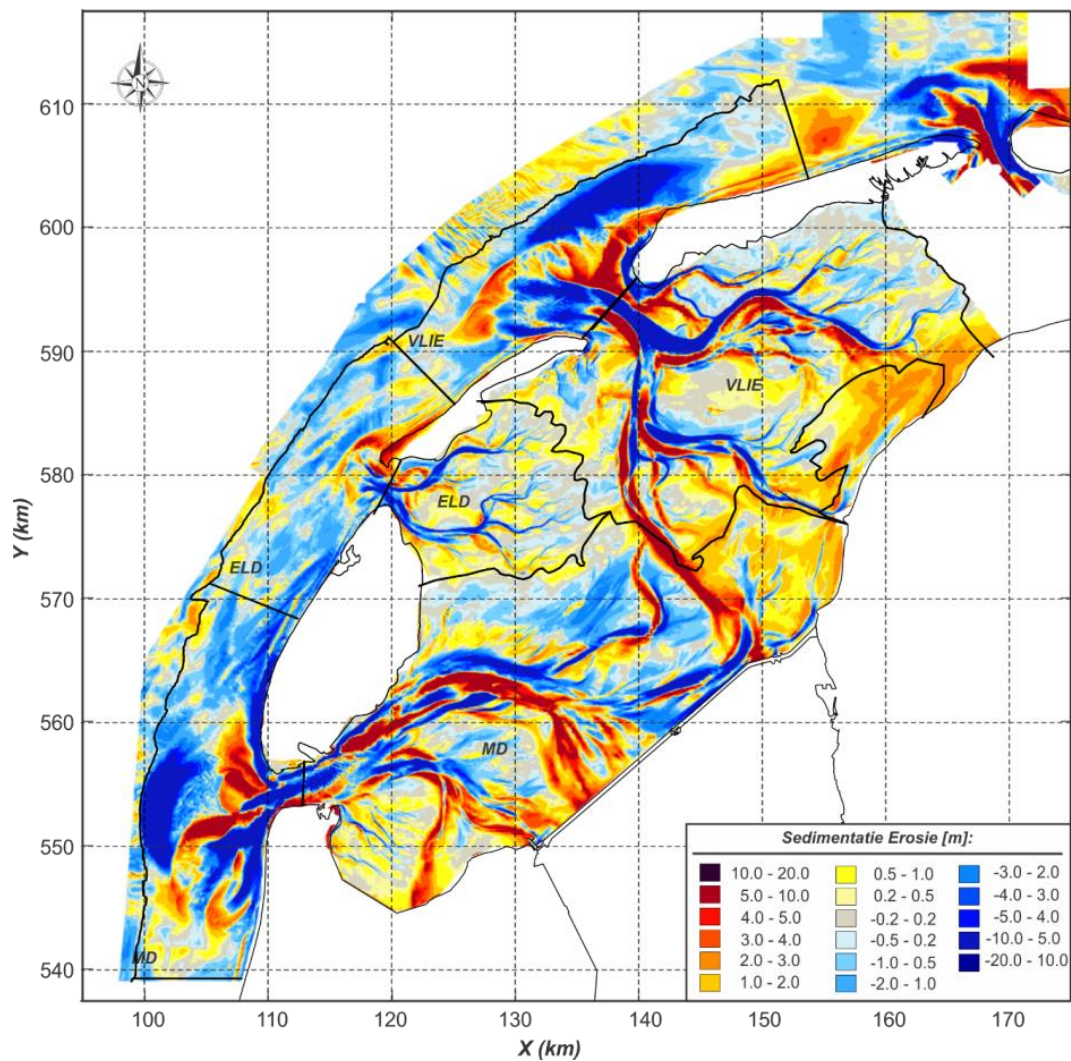 N
610
600
590
580
570
560
550
540
Y (km)
VLIE
VLIE
ELD
ELD
MD
MD
Sedimentatie Erosie [m]:
10.0 - 20.0 0.5 - 1.0 -3.0 - 2.0
5.0 - 10.0 0.2 - 0.5 -4.0 - 3.0
4.0 - 5.0 -0.2 - 0.2 -5.0 - 4.0
3.0 - 4.0 -0.5 - 0.2 -10.0 - 5.0
2.0 - 3.0 -1.0 - 0.5 -20.0 - 10.0
1.0 - 2.0 -2.0 - 1.0
100 110 120 130 140 150 160 170
X (km)